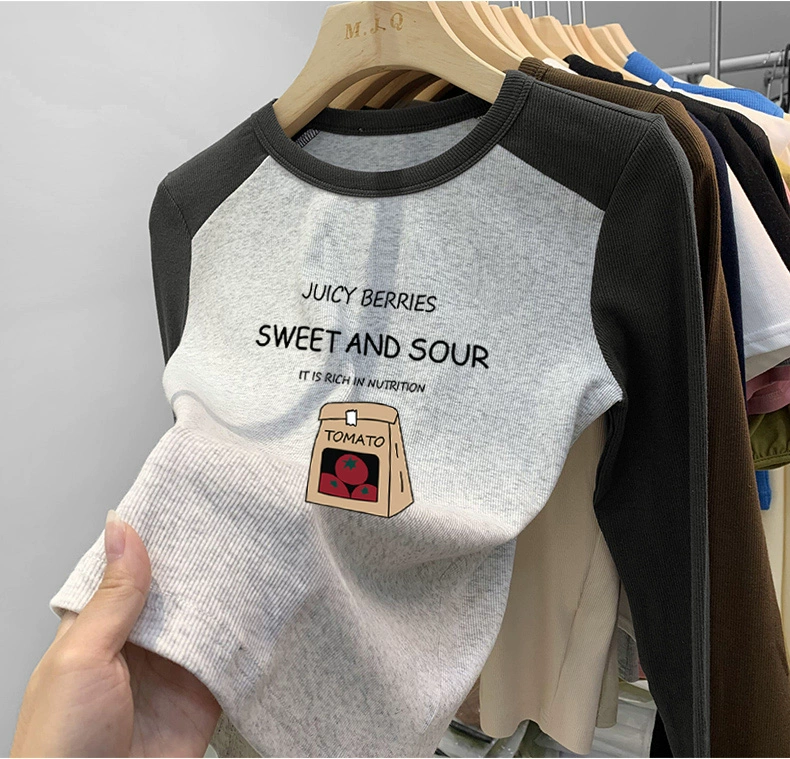 M.J.Q
JUICY BERRIES
SWEET AND SOUR
IT IS RICH IN NUTRITION
TOMATO